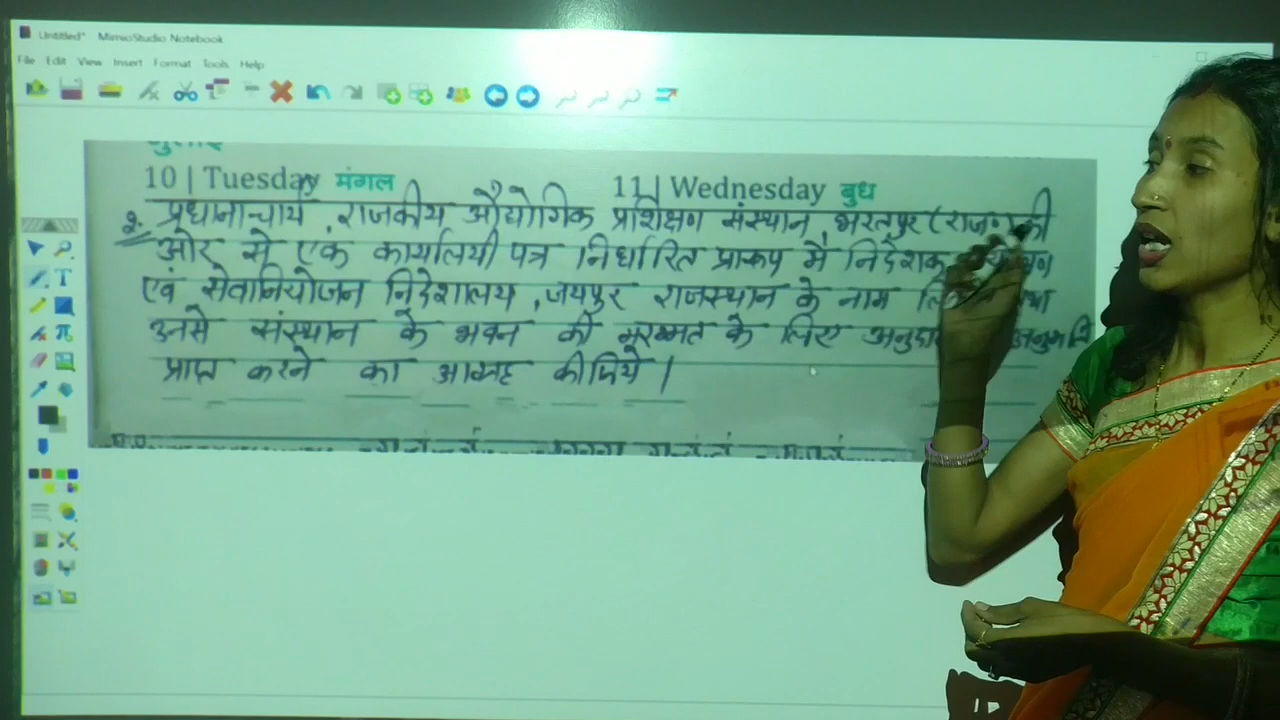 Untitled* MimioStudio Notebook
File Edit View Insert Format Tools Help
जुलाई
10 | Tuesday मंगल 11 | Wednesday बुध
2. प्रधानाचार्य, राजकीय औद्योगिक प्रशिक्षण संस्थान, भरतपुर (राज०) की
ओर से एक कार्यालयी पत्र निर्धारित प्रारूप में निदेशक
एवं सेवानियोजन निदेशालय, जयपुर राजस्थान के नाम
उनसे संस्थान के भवन की मरम्मत के लिए
प्राप्त करने का आग्रह कीजिये।